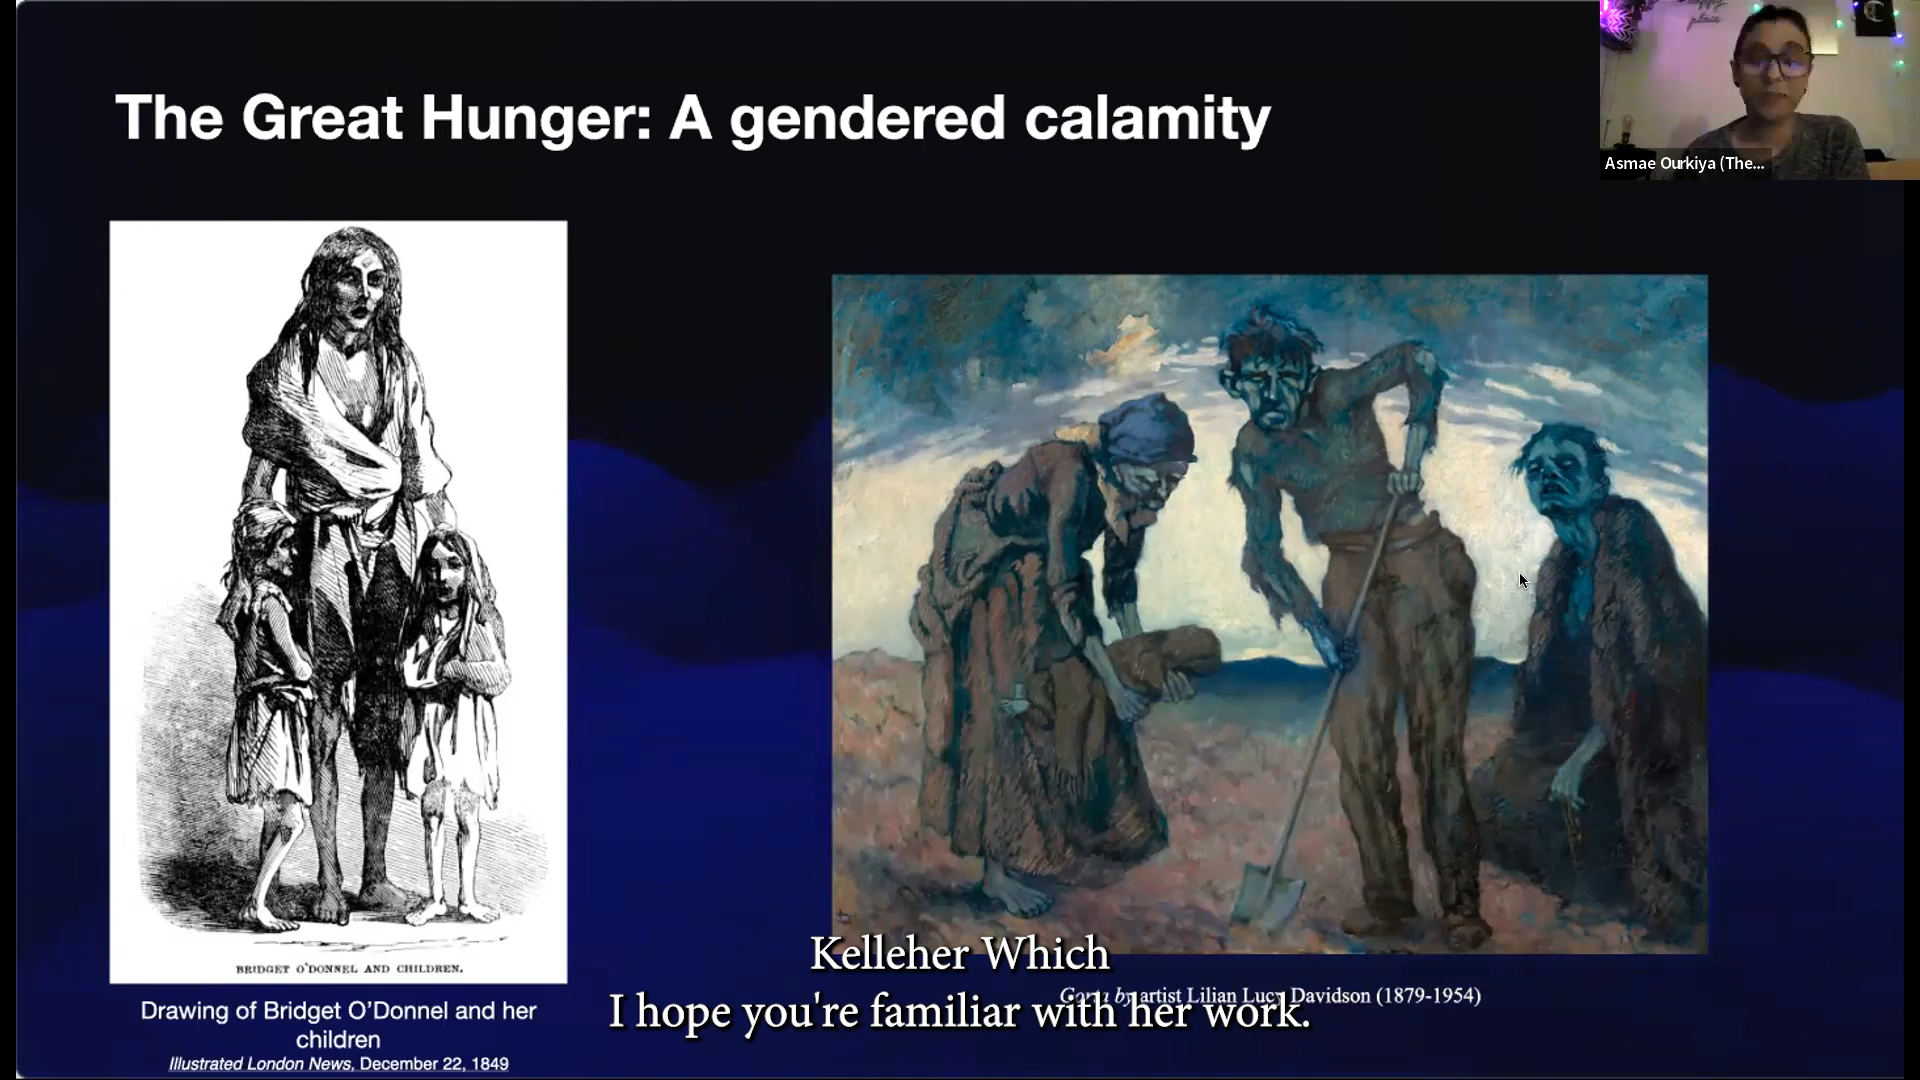 The Great Hunger: A gendered calamity
Asmae Ourkiya (The...
BRIDGET O'DONNEL AND CHILDREN.
Drawing of Bridget O'Donnel and her
children
Illustrated London News, December 22, 1849
Gorta by artist Lilian Lucy Davidson (1879-1954)
Kelleher Which
I hope you're familiar with her work.